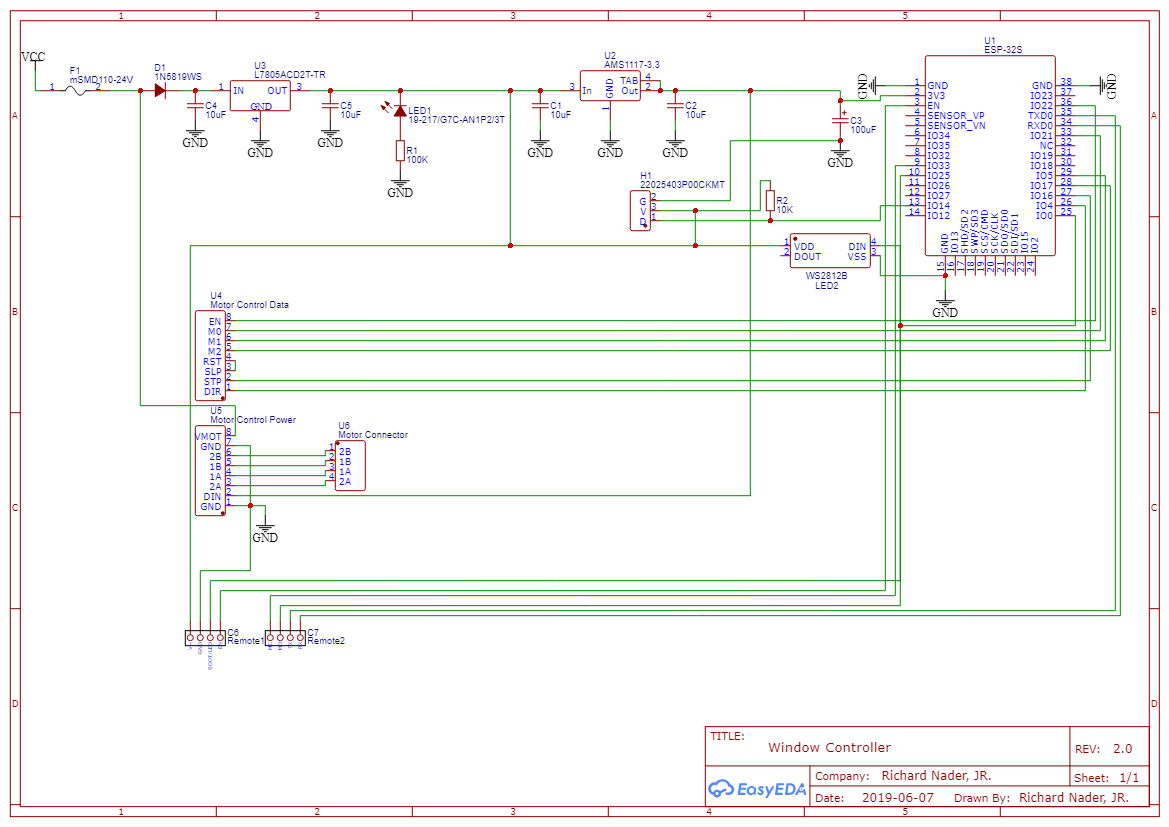 1 2 3 4 5
A
B
C
D
VCC
F1
mSMD110-24V
1 2
D1
1N5819WS
C4
10uF
GND
U3
L7805ACD2T-TR
1 IN OUT 3
GND
4
GND
C5
10uF
GND
LED1
19-217/G7C-AN1P2/3T
R1
100K
GND
C1
10uF
GND
U2
AMS1117-3.3
3 In TAB 4
Out 2
GND
1
GND
C2
10uF
GND
GND
C3
100uF
GND
H1
22025403P00CKMT
G 2
V 3
D 1
R2
10K
1 VDD DIN 4
2 DOUT VSS 3
WS2812B
LED2
U1
ESP-32S
1 GND
2 3V3
3 EN
4 SENSOR_VP
5 SENSOR_VN
6 IO34
7 IO35
8 IO32
9 IO33
10 IO25
11 IO26
12 IO27
13 IO14
14 IO12
GND 38
IO23 37
IO22 36
TXD0 35
RXD0 34
IO21 33
NC 32
IO19 31
IO18 30
IO5 29
IO17 28
IO16 27
IO4 26
IO0 25
GND
GND 15
IO13 16
SHD/SD2 17
SWP/SD3 18
SCS/CMD 19
SCK/CLK 20
SDO/SD0 21
SDI/SD1 22
IO15 23
IO2 24
GND
U4
Motor Control Data
EN 8
M0 7
M1 6
M2 5
RST 4
SLP 3
STP 2
DIR 1
U5
Motor Control Power
VMOT 8
GND 7
2B 6
1B 5
1A 4
2A 3
DIN 2
GND 1
GND
U6
Motor Connector
1 2B
2 1B
3 1A
4 2A
C6
Remote1
C7
Remote2
A
B
C
D
1 2 3 4 5
TITLE:
Window Controller
REV: 2.0
EasyEDA
Company: Richard Nader, JR.
Sheet: 1/1
Date: 2019-06-07 Drawn By: Richard Nader, JR.